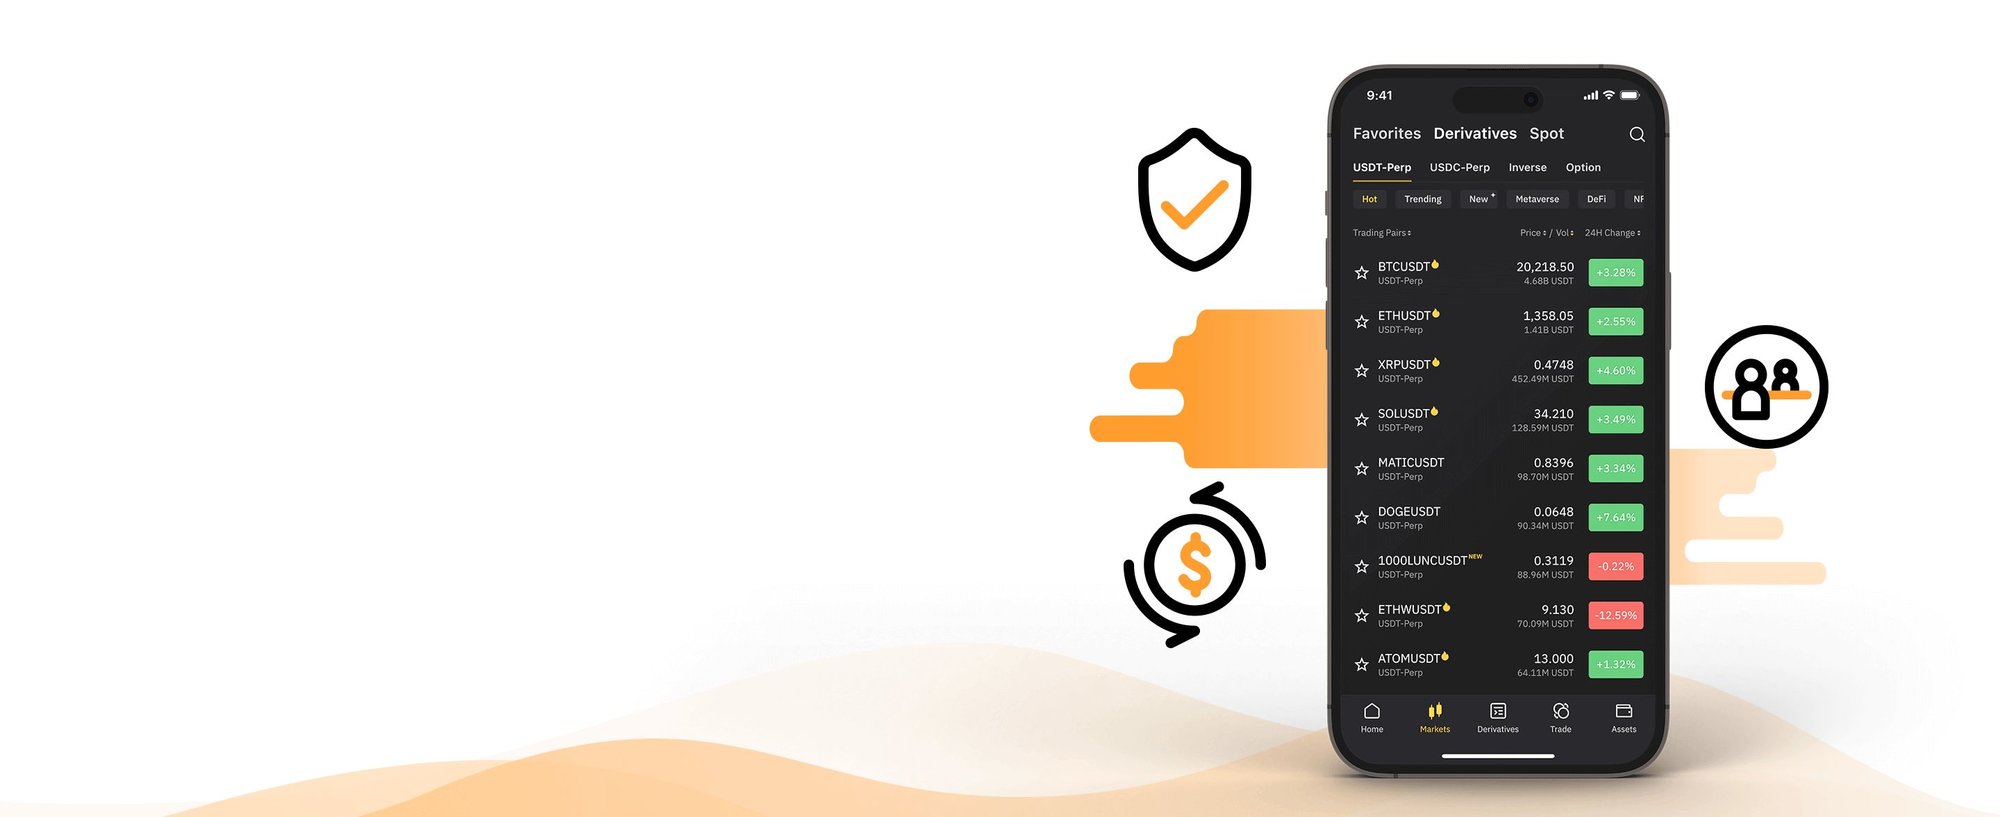 9:41
Favorites Derivatives Spot
USDT-Perp USDC-Perp Inverse Option
Hot Trending New Metaverse DeFi NF
Trading Pairs Price / Vol 24H Change
BTCUSDT 20,218.50 +3.28%
USDT-Perp 4.68B USDT
ETHUSDT 1,358.05 +2.55%
USDT-Perp 1.41B USDT
XRPUSDT 0.4748 +4.60%
USDT-Perp 452.49M USDT
SOLUSDT 34.210 +3.49%
USDT-Perp 128.59M USDT
MATICUSDT 0.8396 +3.34%
USDT-Perp 98.70M USDT
DOGEUSDT 0.0648 +7.64%
USDT-Perp 90.34M USDT
1000LUNCUSDT NEW 0.3119 -0.22%
USDT-Perp 88.96M USDT
ETHWUSDT 9.130 -12.59%
USDT-Perp 70.09M USDT
ATOMUSDT 13.000 +1.32%
USDT-Perp 64.11M USDT
Home Markets Derivatives Trade Assets
$